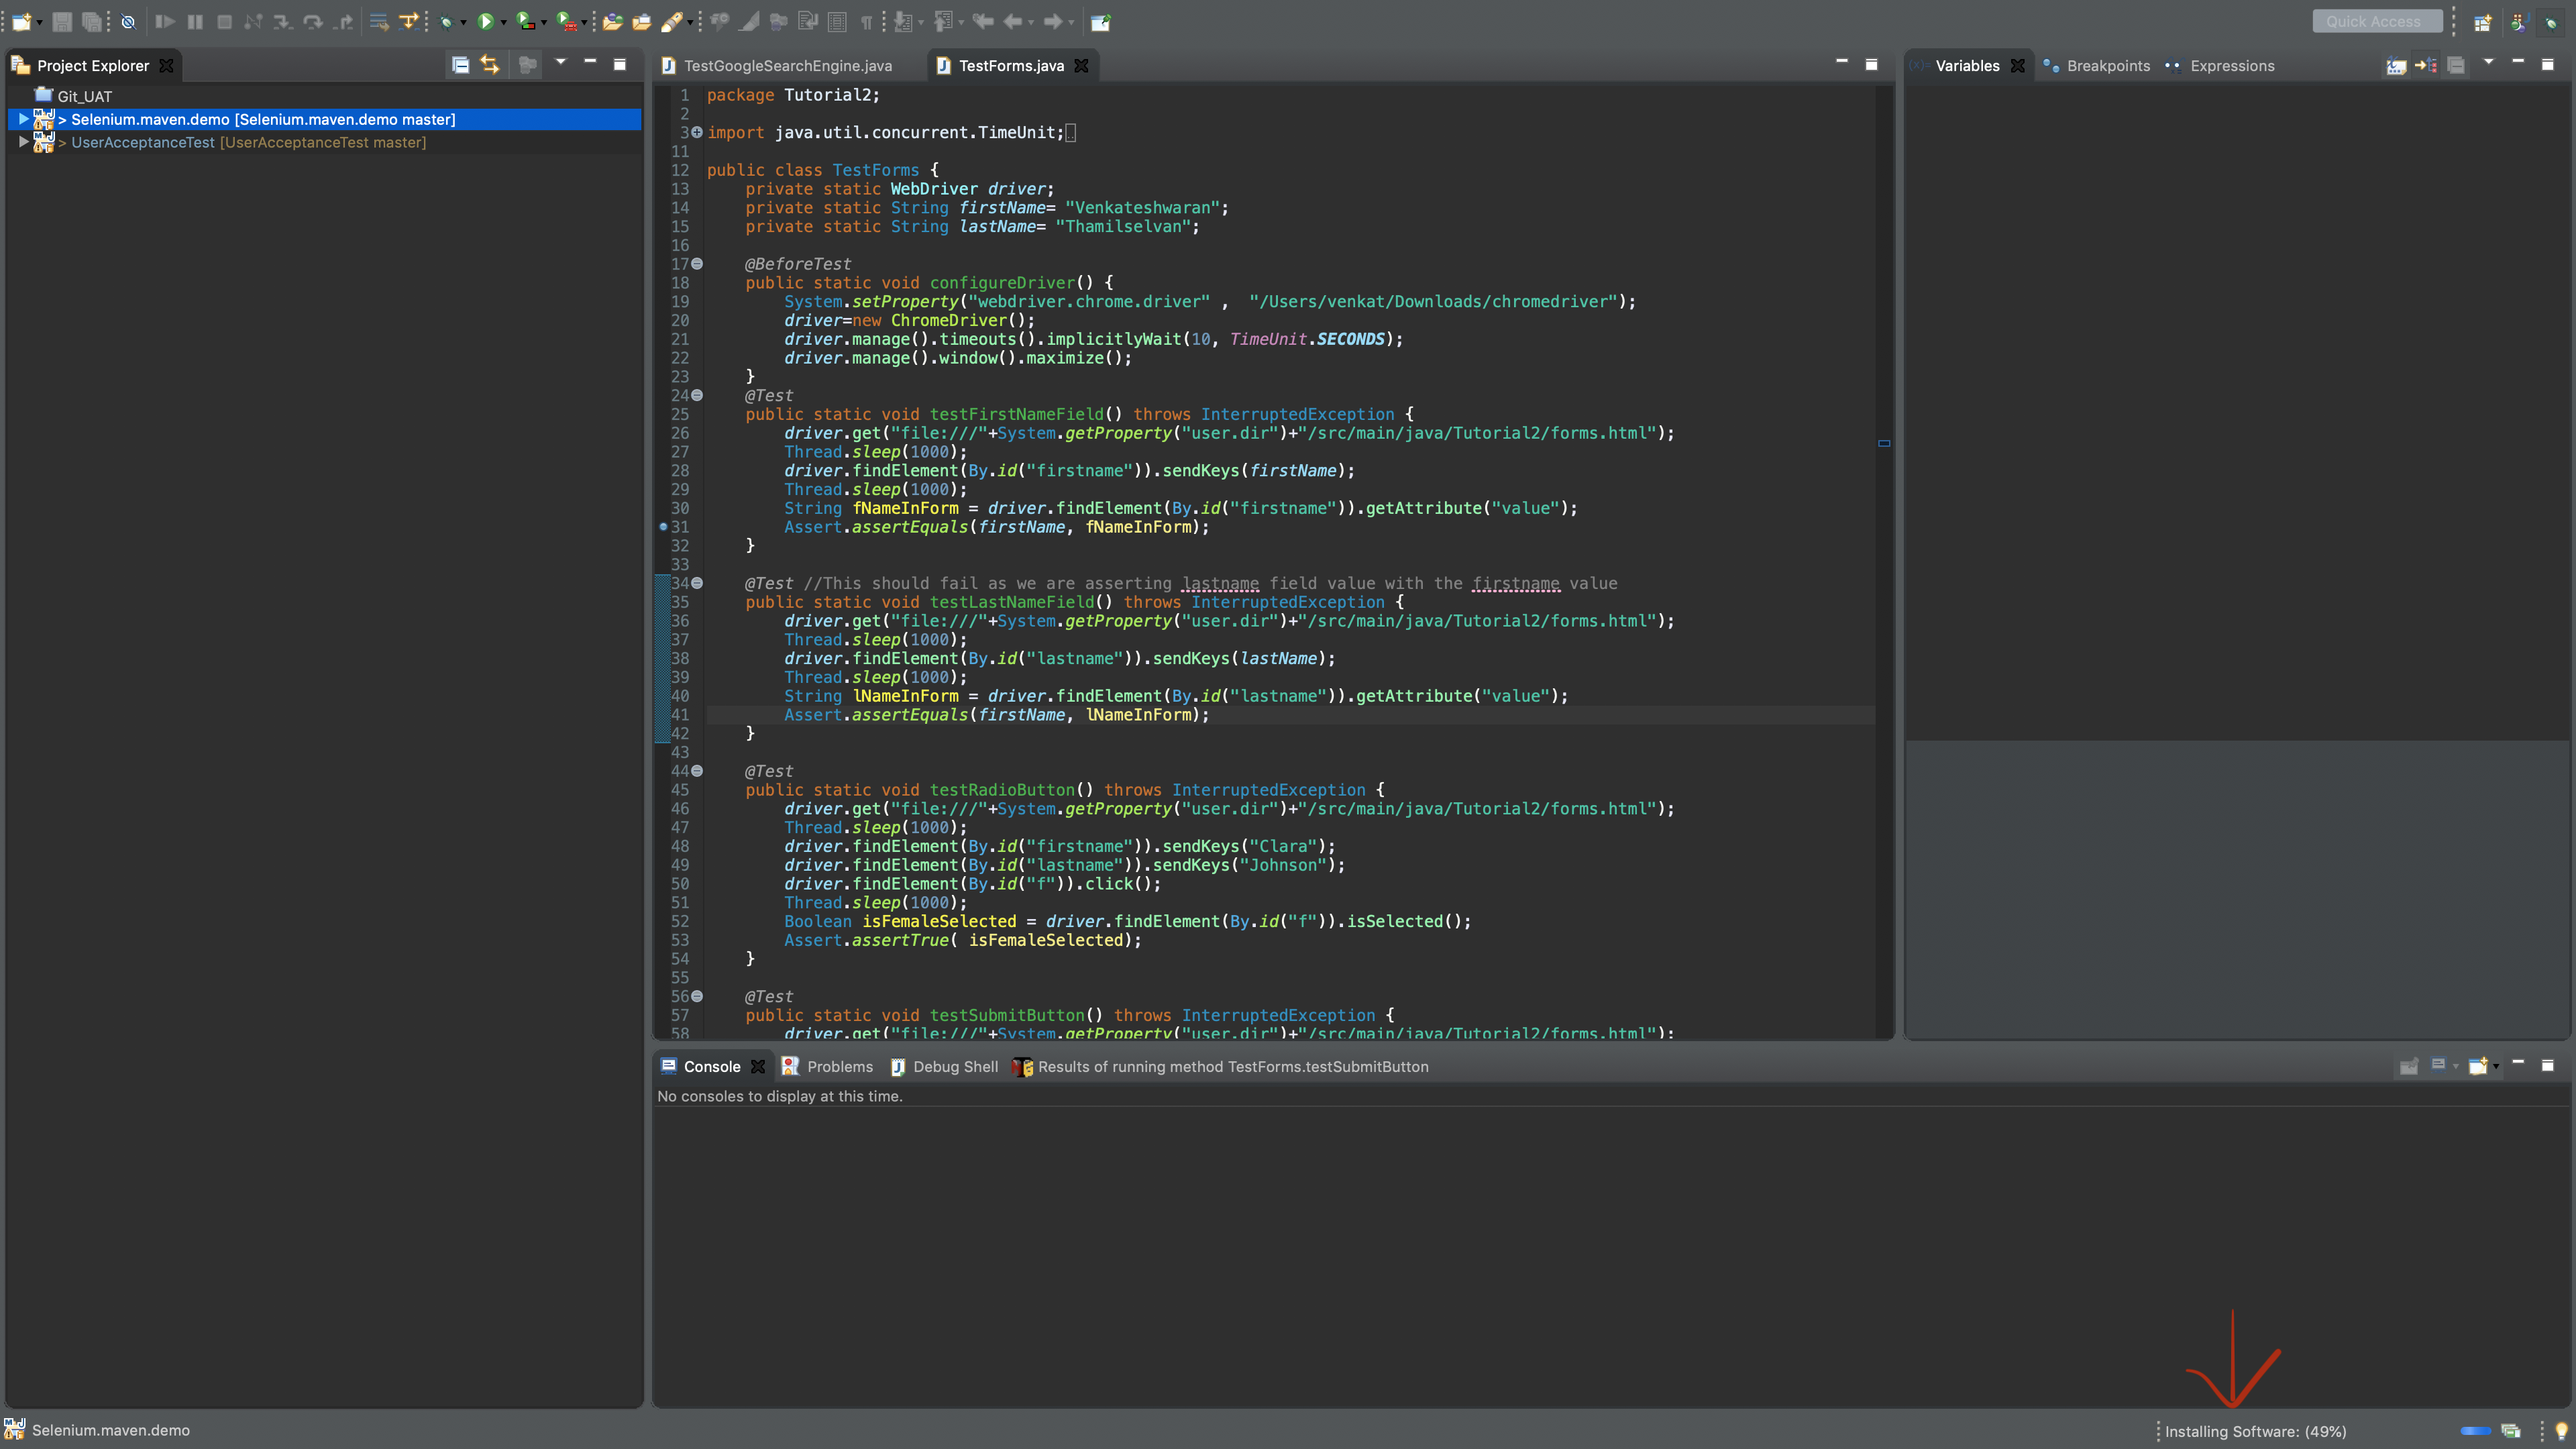 Quick Access
Project Explorer
TestGoogleSearchEngine.java
TestForms.java
Variables
Breakpoints
Expressions
Git_UAT
> Selenium.maven.demo [Selenium.maven.demo master]
> UserAcceptanceTest [UserAcceptanceTest master]
1 package Tutorial2;
2
3 import java.util.concurrent.TimeUnit;
11
12 public class TestForms {
13 private static WebDriver driver;
14 private static String firstName= "Venkateshwaran";
15 private static String lastName= "Thamilselvan";
16
17 @BeforeTest
18 public static void configureDriver() {
19 System.setProperty("webdriver.chrome.driver" , "/Users/venkat/Downloads/chromedriver");
20 driver=new ChromeDriver();
21 driver.manage().timeouts().implicitlyWait(10, TimeUnit.SECONDS);
22 driver.manage().window().maximize();
23 }
24 @Test
25 public static void testFirstNameField() throws InterruptedException {
26 driver.get("file:///"+System.getProperty("user.dir")+"/src/main/java/Tutorial2/forms.html");
27 Thread.sleep(1000);
28 driver.findElement(By.id("firstname")).sendKeys(firstName);
29 Thread.sleep(1000);
30 String fNameInForm = driver.findElement(By.id("firstname")).getAttribute("value");
31 Assert.assertEquals(firstName, fNameInForm);
32 }
33
34 @Test //This should fail as we are asserting lastname field value with the firstname value
35 public static void testLastNameField() throws InterruptedException {
36 driver.get("file:///"+System.getProperty("user.dir")+"/src/main/java/Tutorial2/forms.html");
37 Thread.sleep(1000);
38 driver.findElement(By.id("lastname")).sendKeys(lastName);
39 Thread.sleep(1000);
40 String lNameInForm = driver.findElement(By.id("lastname")).getAttribute("value");
41 Assert.assertEquals(firstName, lNameInForm);
42 }
43
44 @Test
45 public static void testRadioButton() throws InterruptedException {
46 driver.get("file:///"+System.getProperty("user.dir")+"/src/main/java/Tutorial2/forms.html");
47 Thread.sleep(1000);
48 driver.findElement(By.id("firstname")).sendKeys("Clara");
49 driver.findElement(By.id("lastname")).sendKeys("Johnson");
50 driver.findElement(By.id("f")).click();
51 Thread.sleep(1000);
52 Boolean isFemaleSelected = driver.findElement(By.id("f")).isSelected();
53 Assert.assertTrue( isFemaleSelected);
54 }
55
56 @Test
57 public static void testSubmitButton() throws InterruptedException {
58 driver.get("file:///"+System.getProperty("user.dir")+"/src/main/java/Tutorial2/forms.html");
Console
Problems
Debug Shell
Results of running method TestForms.testSubmitButton
No consoles to display at this time.
Selenium.maven.demo
Installing Software: (49%)